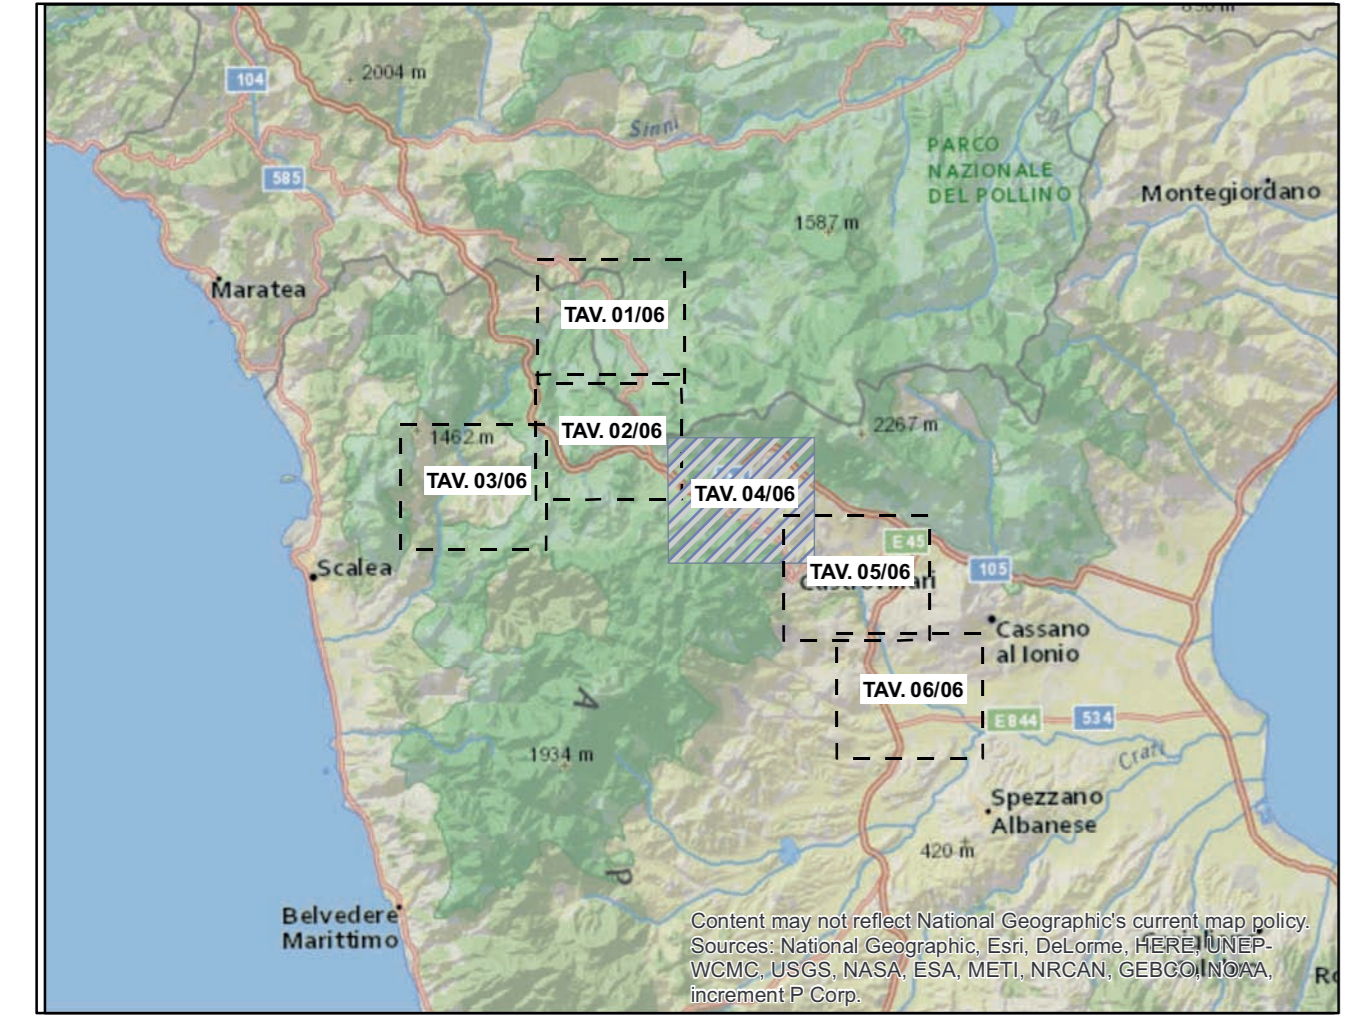 104
2004 m
Sinni
585
PARCO
NAZIONALE
DEL POLLINO
Montegiordano
1587 m
Maratea
TAV. 01/06
2267 m
TAV. 02/06
1462 m
TAV. 03/06
TAV. 04/06
E45
105
Scalea
TAV. 05/06
Cassano
al Ionio
TAV. 06/06
A
E844
534
1934 m
Crati
Spezzano
Albanese
420 m
P
Belvedere
Marittimo
Content may not reflect National Geographic's current map policy.
Sources: National Geographic, Esri, DeLorme, HERE, UNEP-
WCMC, USGS, NASA, ESA, METI, NRCAN, GEBCO, NOAA,
increment P Corp.